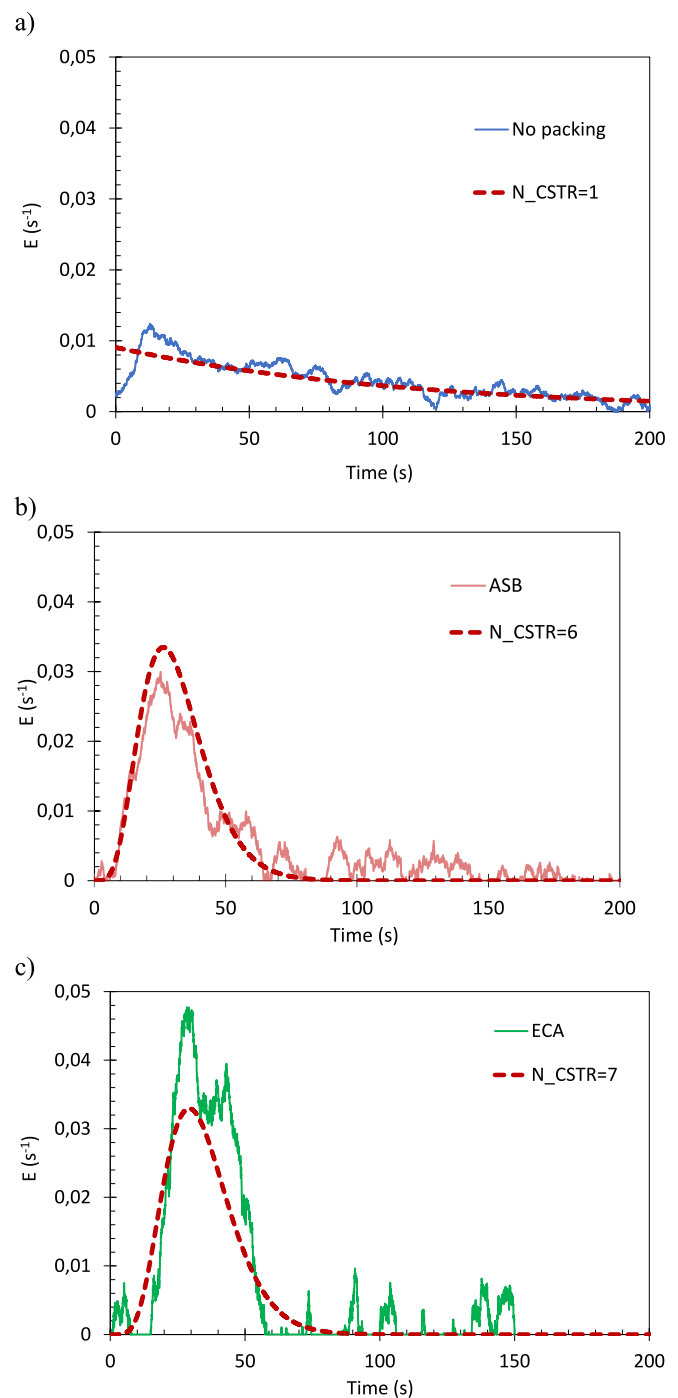 a)
0,05
0,04
0,03
0,02
0,01
0
E (s⁻¹)
No packing
N_CSTR=1
0 50 100 150 200
Time (s)
b)
0,05
0,04
0,03
0,02
0,01
0
E (s⁻¹)
ASB
N_CSTR=6
0 50 100 150 200
Time (s)
c)
0,05
0,04
0,03
0,02
0,01
0
E (s⁻¹)
ECA
N_CSTR=7
0 50 100 150 200
Time (s)